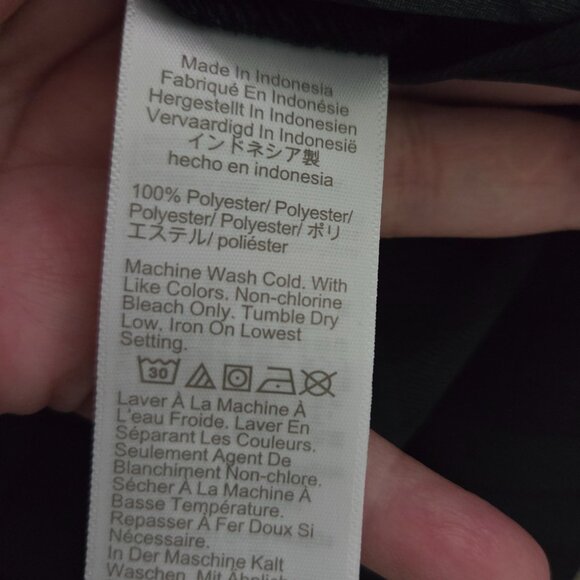 Made In Indonesia
Fabriqué En Indonésie
Hergestellt In Indonesien
Vervaardigd In Indonesië
インドネシア製
hecho en indonesia
100% Polyester/ Polyester/
Polyester/ Polyester/ ポリ
エステル/ poliéster
Machine Wash Cold. With
Like Colors. Non-chlorine
Bleach Only. Tumble Dry
Low. Iron On Lowest
Setting.
30
Laver À La Machine À
L'eau Froide. Laver En
Séparant Les Couleurs.
Seulement Agent De
Blanchiment Non-chlore.
Sécher À La Machine À
Basse Température.
Repasser À Fer Doux Si
Nécessaire.
In Der Maschine Kalt
Waschen. Mit Ähnlich